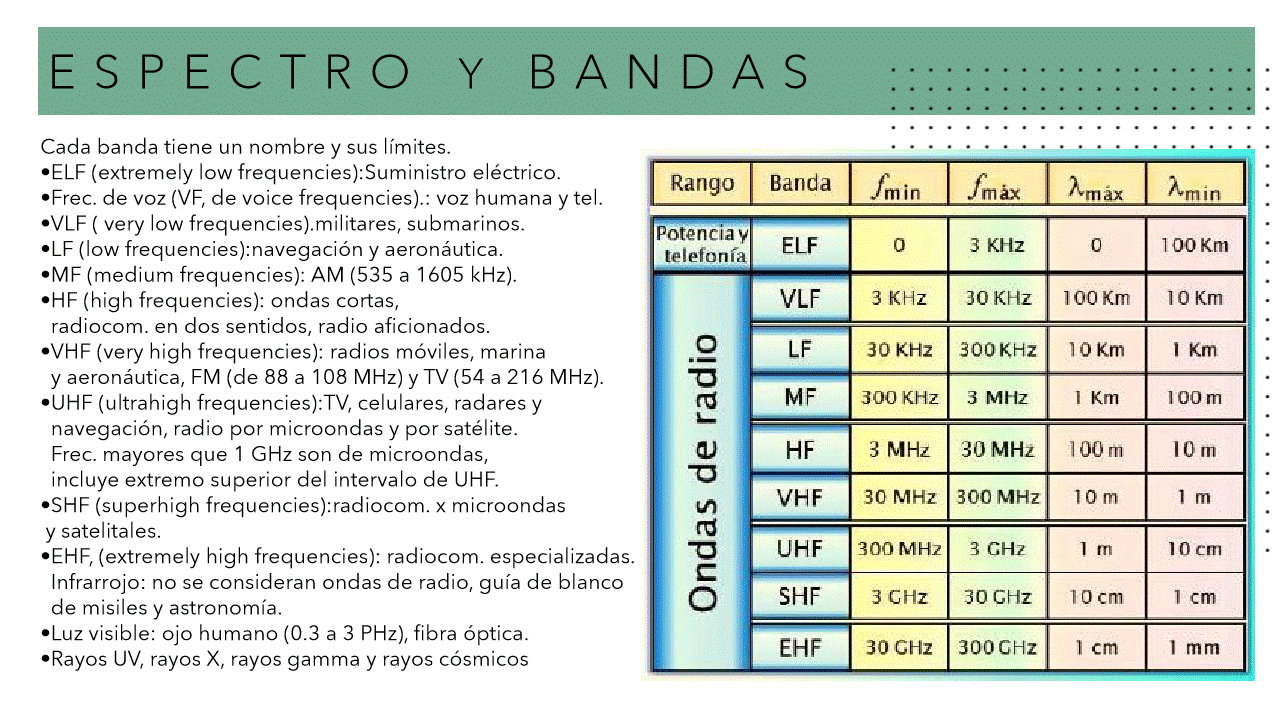 ESPECTRO Y BANDAS
Cada banda tiene un nombre y sus límites.
•ELF (extremely low frequencies):Suministro eléctrico.
•Frec. de voz (VF, de voice frequencies).: voz humana y tel.
•VLF ( very low frequencies).militares, submarinos.
•LF (low frequencies):navegación y aeronáutica.
•MF (medium frequencies): AM (535 a 1605 kHz).
•HF (high frequencies): ondas cortas,
radiocom. en dos sentidos, radio aficionados.
•VHF (very high frequencies): radios móviles, marina
y aeronáutica, FM (de 88 a 108 MHz) y TV (54 a 216 MHz).
•UHF (ultrahigh frequencies):TV, celulares, radares y
navegación, radio por microondas y por satélite.
Frec. mayores que 1 GHz son de microondas,
incluye extremo superior del intervalo de UHF.
•SHF (superhigh frequencies):radiocom. x microondas
y satelitales.
•EHF, (extremely high frequencies): radiocom. especializadas.
Infrarrojo: no se consideran ondas de radio, guía de blanco
de misiles y astronomía.
•Luz visible: ojo humano (0.3 a 3 PHz), fibra óptica.
•Rayos UV, rayos X, rayos gamma y rayos cósmicos
Rango Banda fmin fmáx λmáx λmin
Potencia y
telefonía ELF 0 3 KHz 0 100 Km
Ondas de radio
VLF 3 KHz 30 KHz 100 Km 10 Km
LF 30 KHz 300 KHz 10 Km 1 Km
MF 300 KHz 3 MHz 1 Km 100 m
HF 3 MHz 30 MHz 100 m 10 m
VHF 30 MHz 300 MHz 10 m 1 m
UHF 300 MHz 3 GHz 1 m 10 cm
SHF 3 GHz 30 GHz 10 cm 1 cm
EHF 30 GHz 300 GHz 1 cm 1 mm